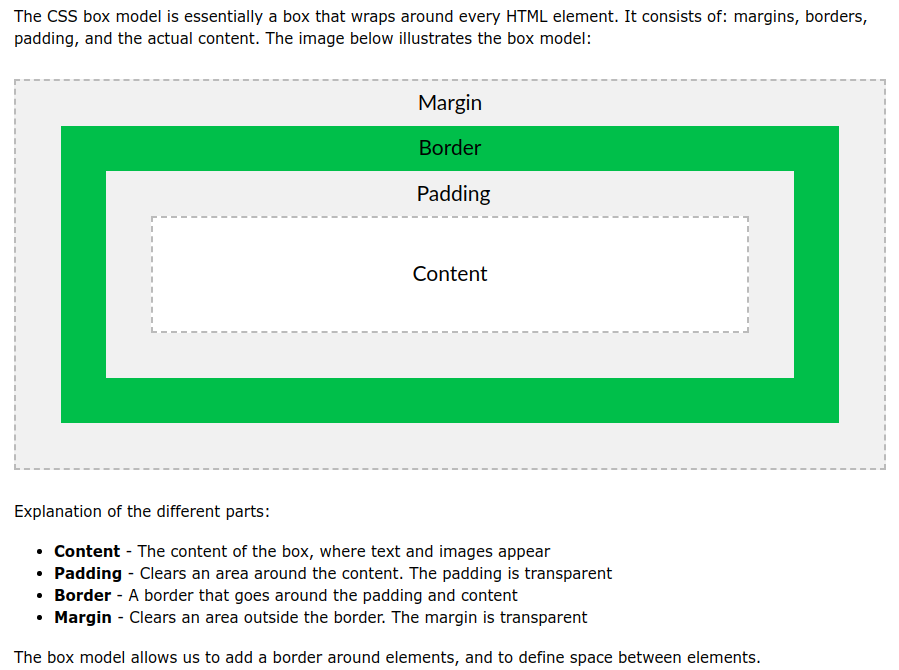 The CSS box model is essentially a box that wraps around every HTML element. It consists of: margins, borders,
padding, and the actual content. The image below illustrates the box model:
Margin
Border
Padding
Content
Explanation of the different parts:
• Content - The content of the box, where text and images appear
• Padding - Clears an area around the content. The padding is transparent
• Border - A border that goes around the padding and content
• Margin - Clears an area outside the border. The margin is transparent
The box model allows us to add a border around elements, and to define space between elements.